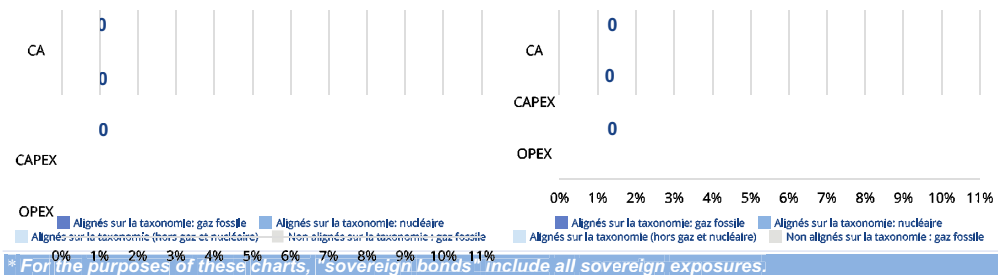 0
CA
0
0
CAPEX
OPEX
Alignés sur la taxonomie: gaz fossile
Alignés sur la taxonomie: nucléaire
Alignés sur la taxonomie (hors gaz et nucléaire)
Non alignés sur la taxonomie : gaz fossile
0% 1% 2% 3% 4% 5% 6% 7% 8% 9% 10% 11%
0
CA
0
CAPEX
0
OPEX
0% 1% 2% 3% 4% 5% 6% 7% 8% 9% 10% 11%
Alignés sur la taxonomie: gaz fossile
Alignés sur la taxonomie: nucléaire
Alignés sur la taxonomie (hors gaz et nucléaire)
Non alignés sur la taxonomie : gaz fossile
* For the purposes of these charts, "sovereign bonds" include all sovereign exposures.